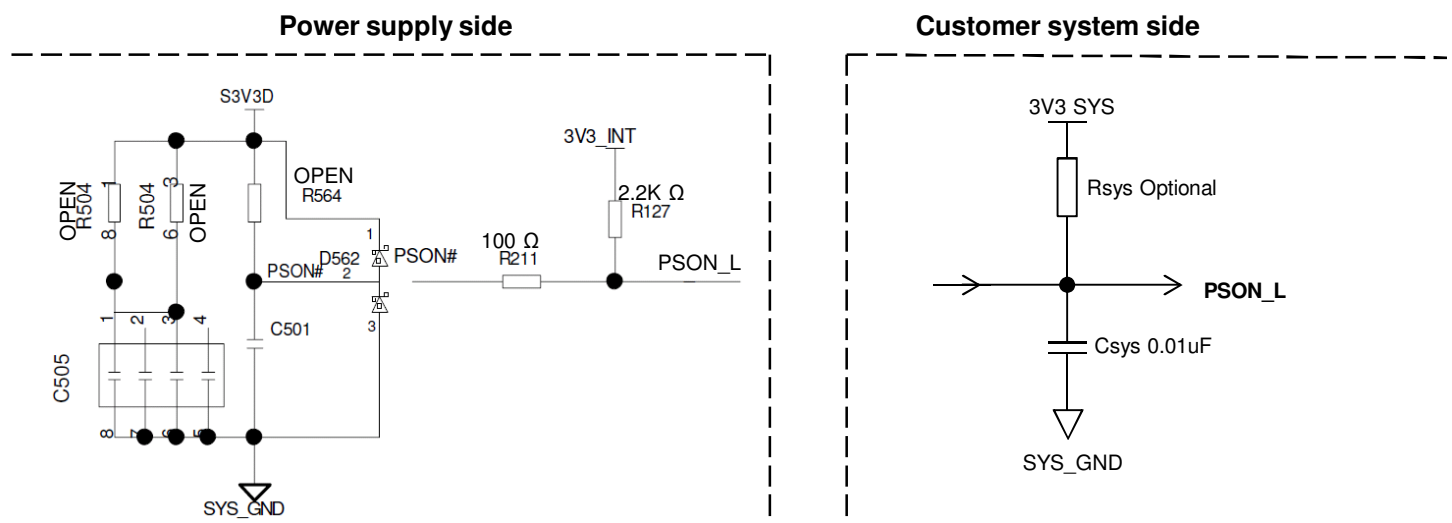 Power supply side
Customer system side
S3V3D
3V3_INT
3V3 SYS
OPEN
R504
1
8
R504
3
6
OPEN
OPEN
R564
2.2K Ω
R127
Rsys Optional
1
D562
2
PSON#
PSON#
100 Ω
R211
PSON_L
PSON_L
3
C501
Csys 0.01uF
1
2
3
4
C505
8
7
6
5
SYS_GND
SYS_GND